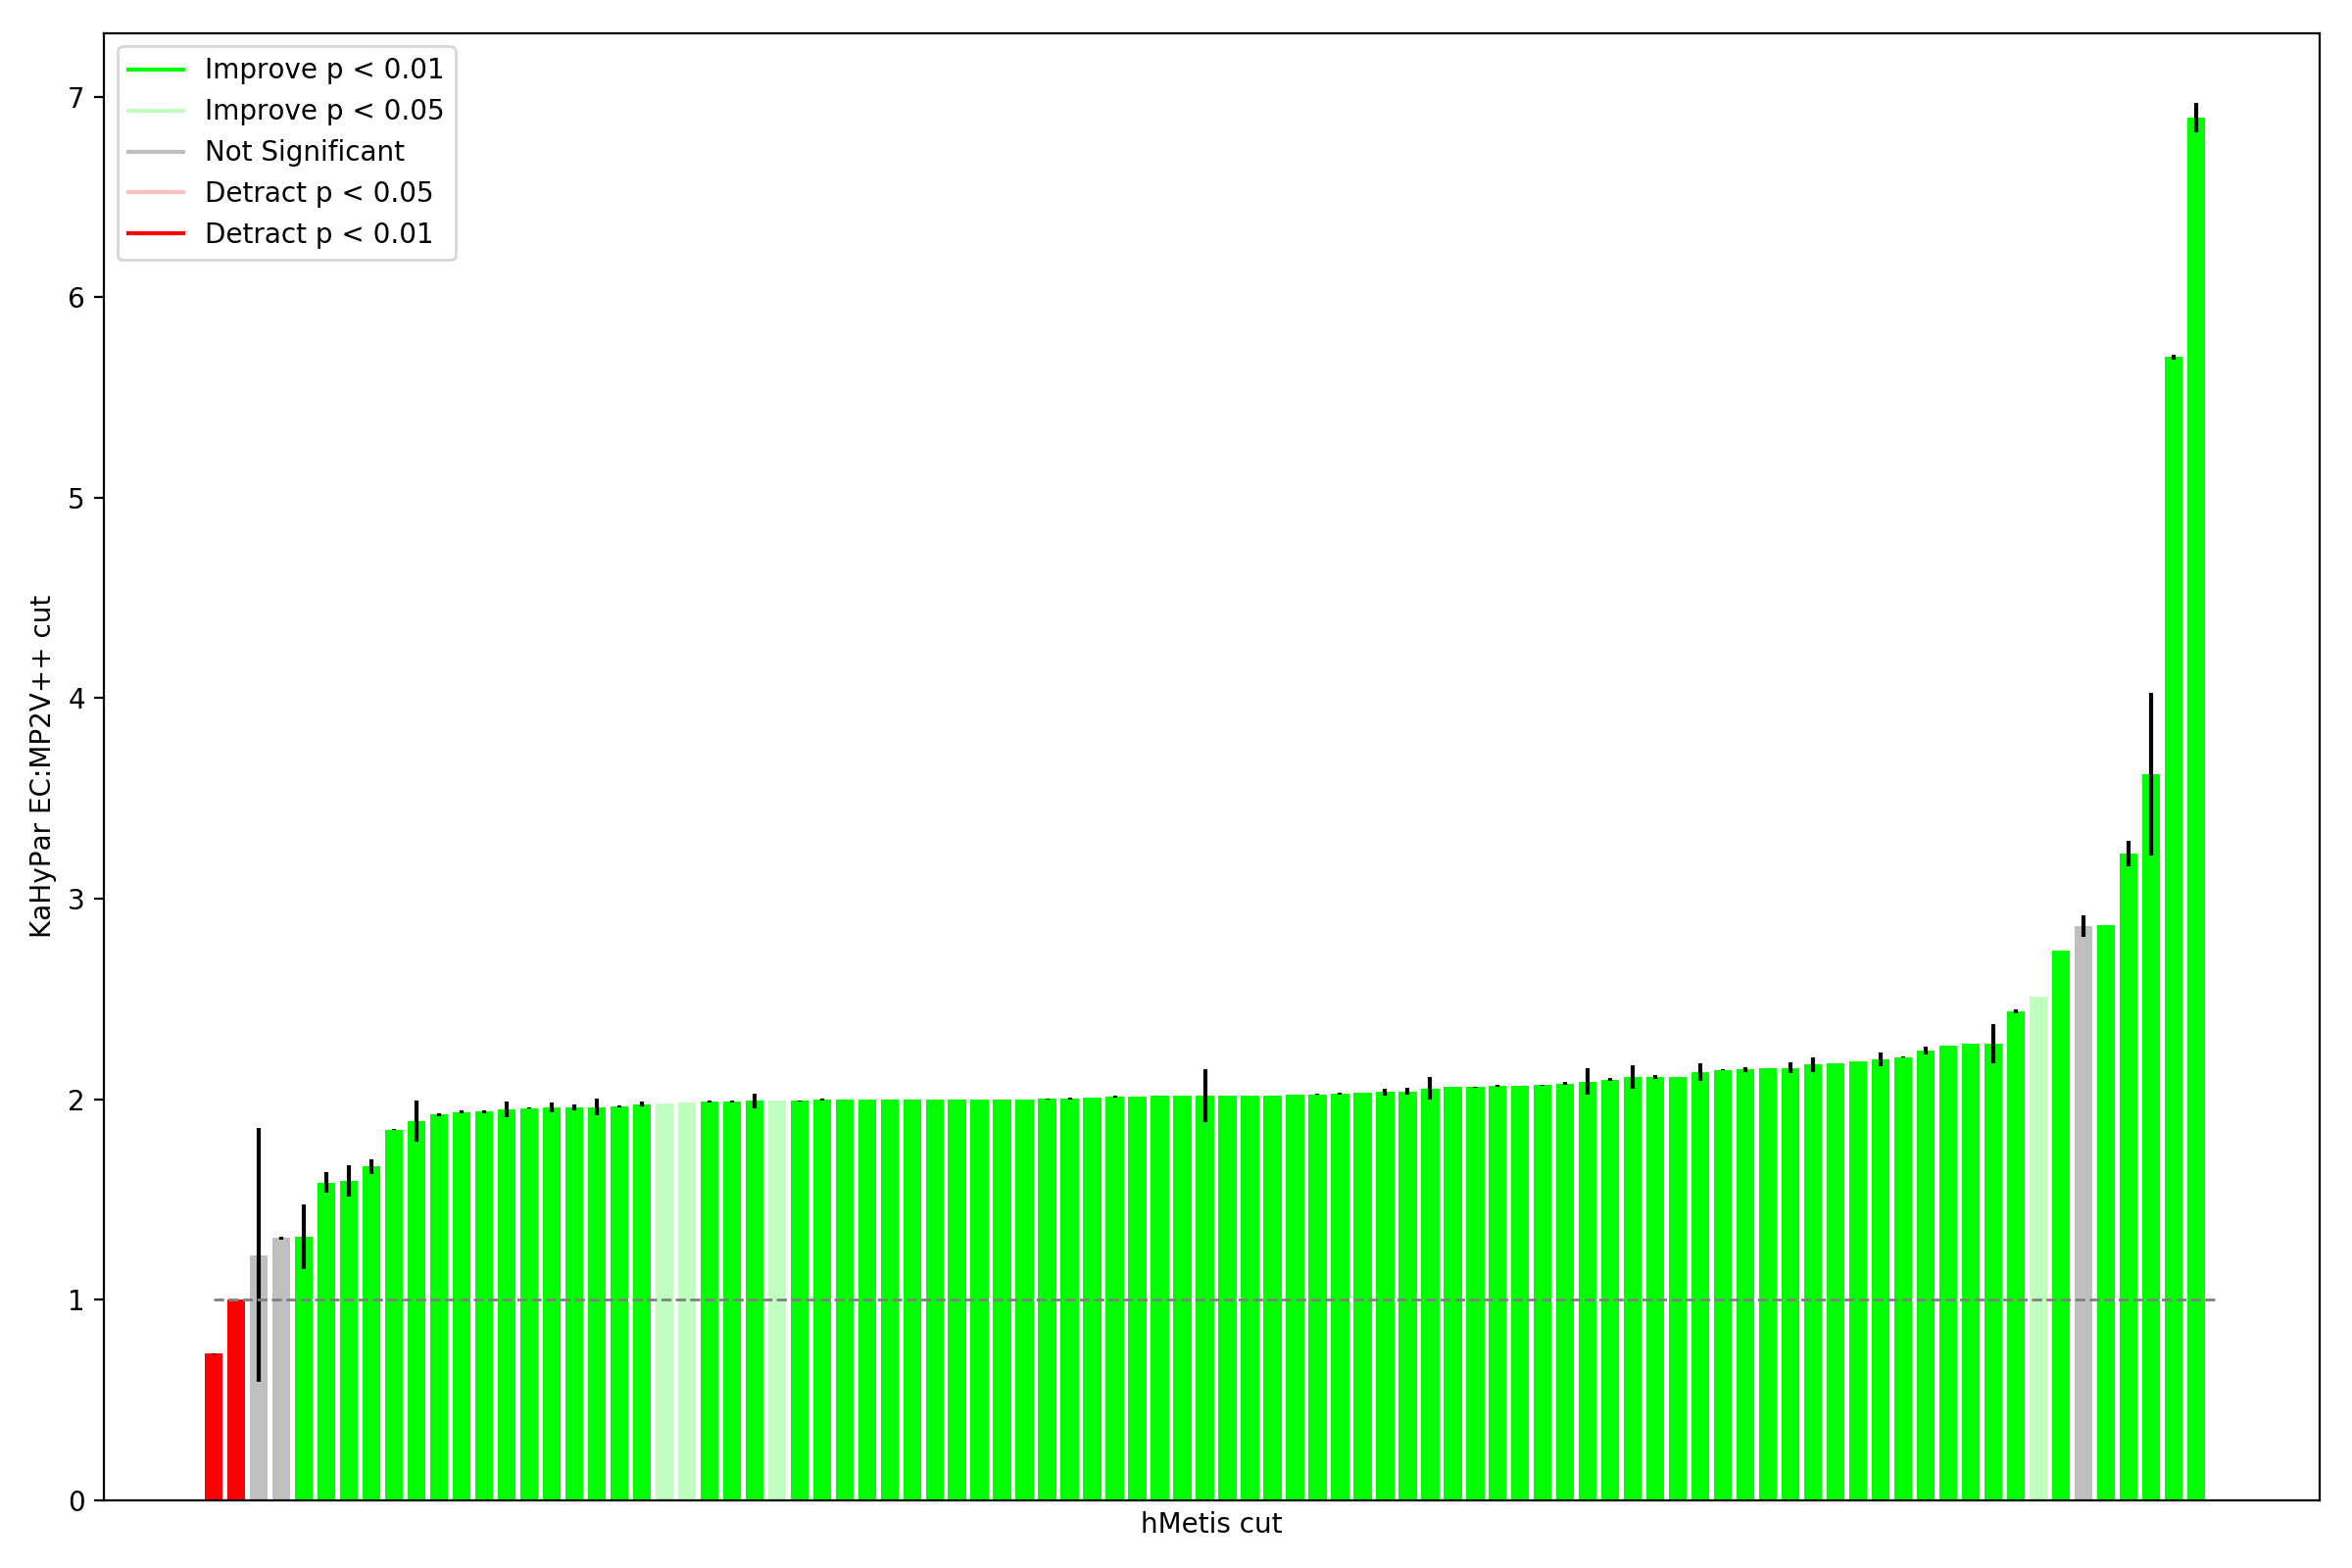 Improve p < 0.01
Improve p < 0.05
Not Significant
Detract p < 0.05
Detract p < 0.01
7
6
5
4
3
2
1
0
KaHyPar EC:MP2V++ cut
hMetis cut